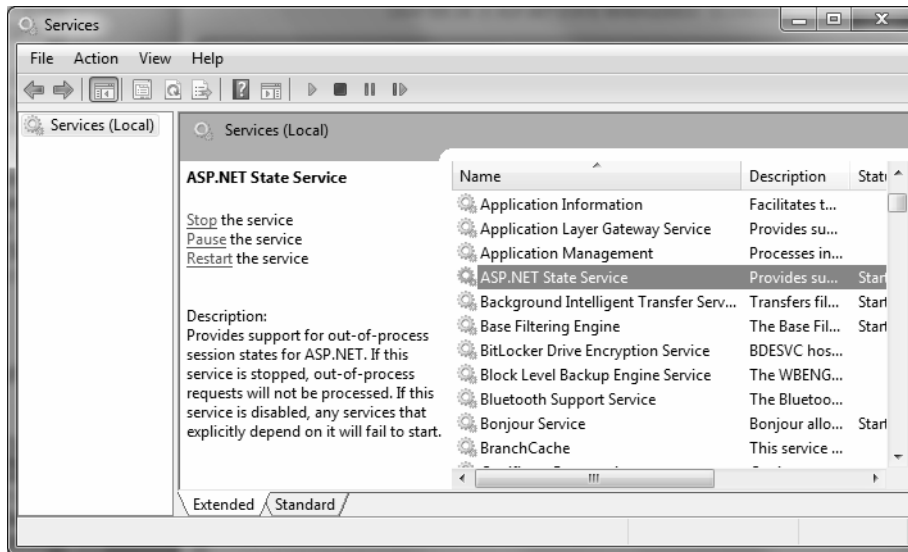 Services
File Action View Help
Services (Local)
Services (Local)
ASP.NET State Service
Stop the service
Pause the service
Restart the service
Description:
Provides support for out-of-process
session states for ASP.NET. If this
service is stopped, out-of-process
requests will not be processed. If this
service is disabled, any services that
explicitly depend on it will fail to start.
Name Description Stat
Application Information Facilitates t...
Application Layer Gateway Service Provides su...
Application Management Processes in...
ASP.NET State Service Provides su... Start
Background Intelligent Transfer Serv... Transfers fil... Start
Base Filtering Engine The Base Fil... Start
BitLocker Drive Encryption Service BDESVC hos...
Block Level Backup Engine Service The WBENG...
Bluetooth Support Service The Bluetoo...
Bonjour Service Bonjour allo... Start
BranchCache This service ...
Extended Standard